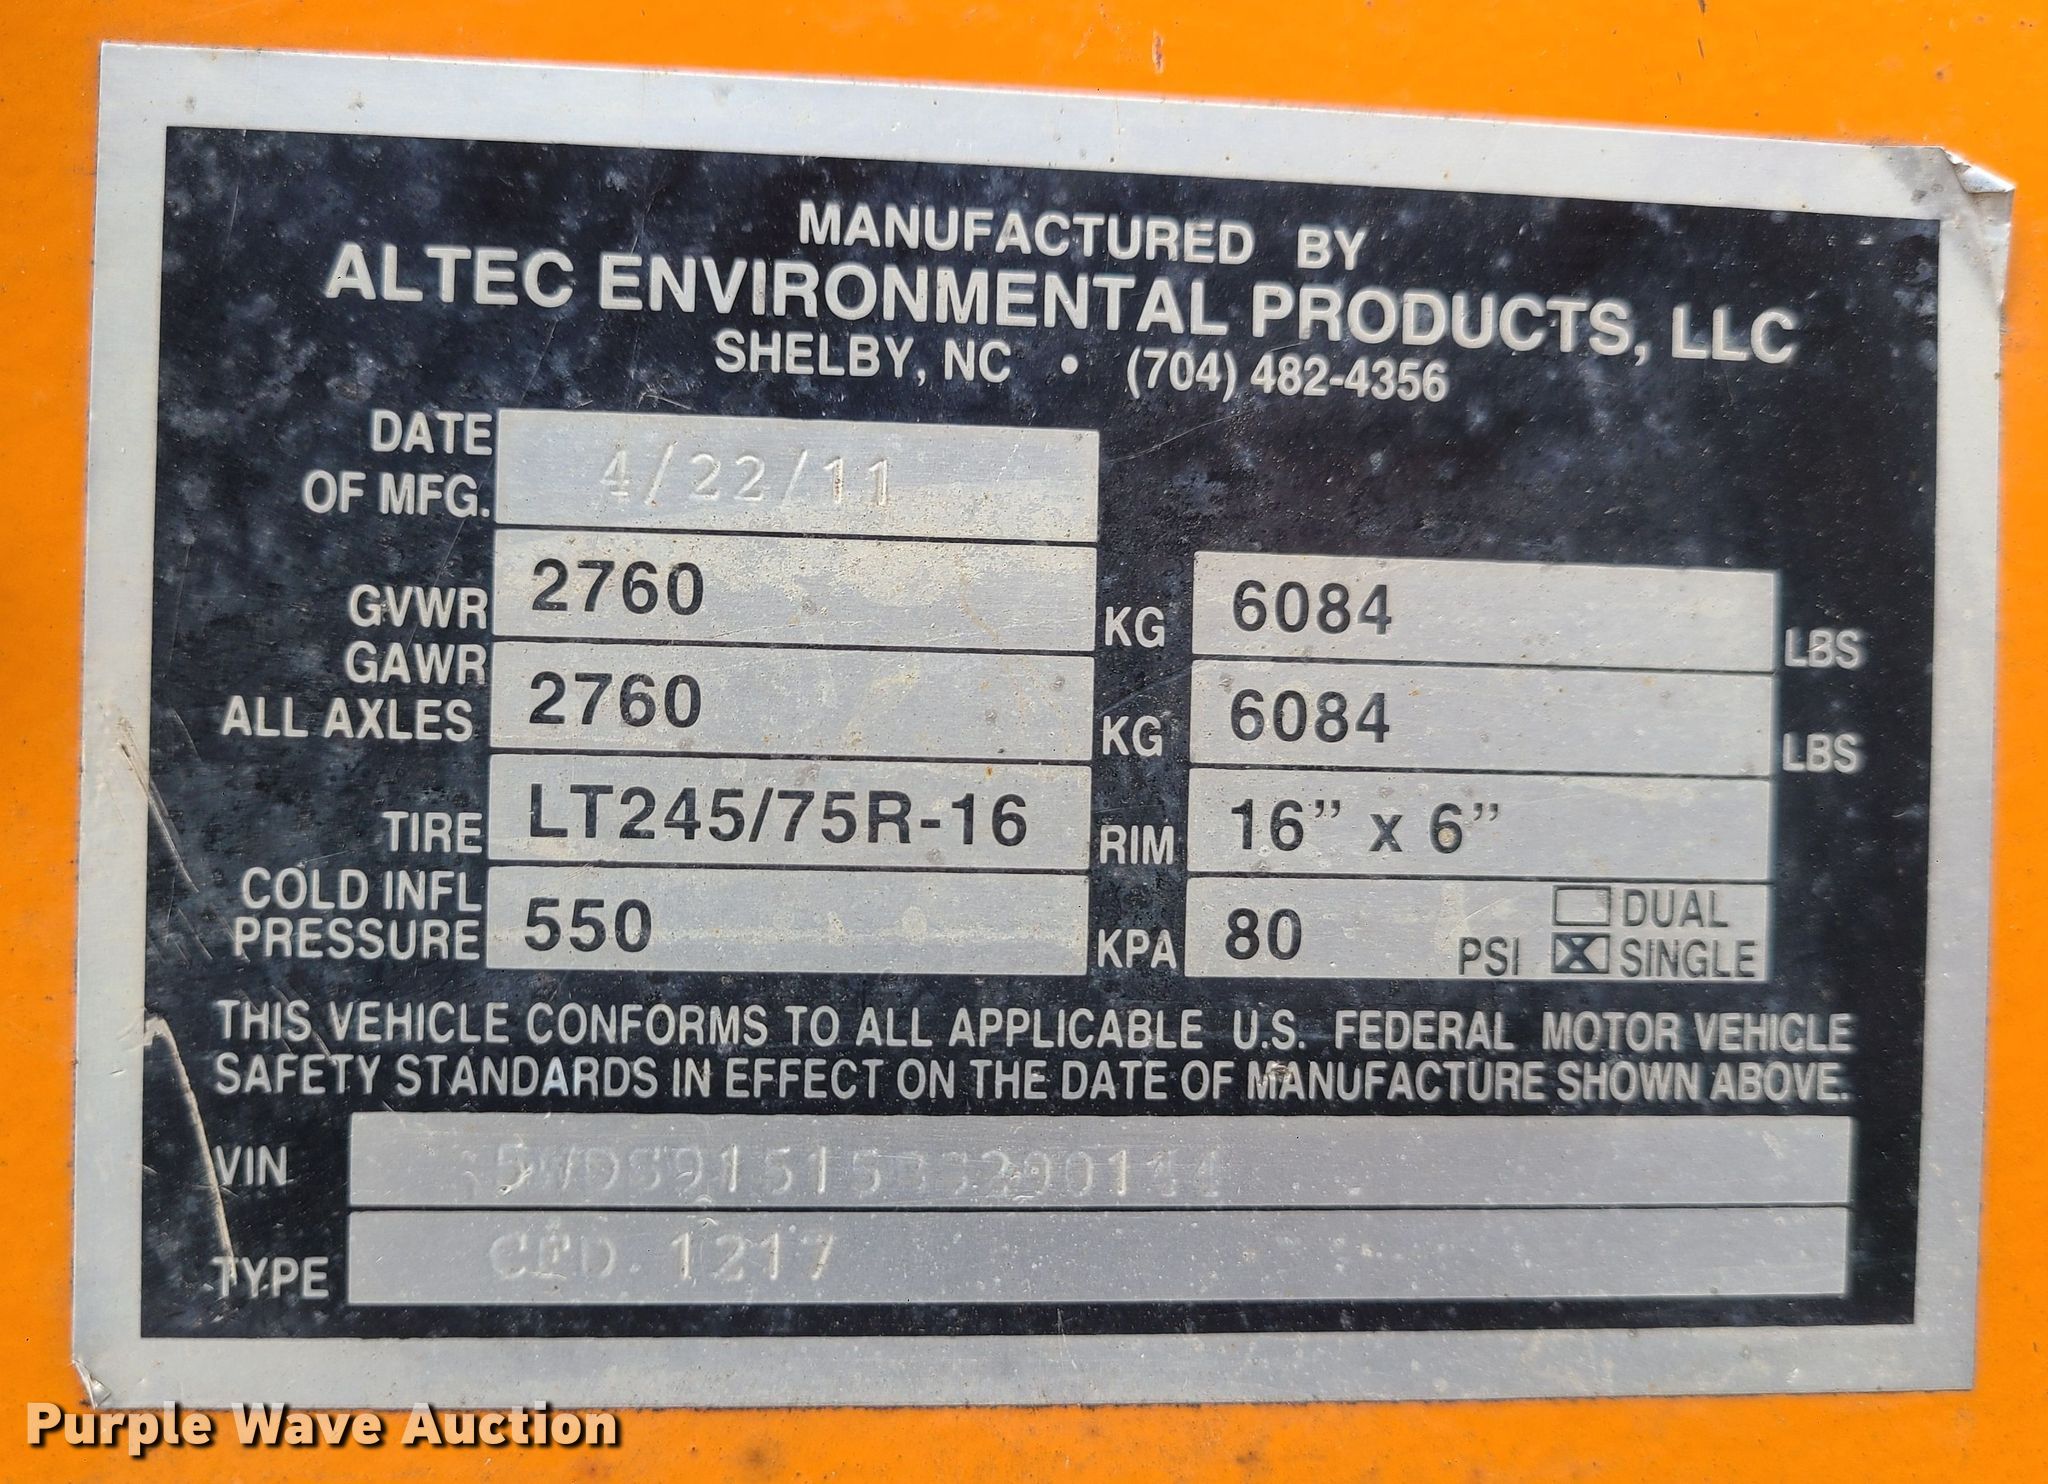 MANUFACTURED BY
ALTEC ENVIRONMENTAL PRODUCTS, LLC
SHELBY, NC • (704) 482-4356
DATE OF MFG. 4/22/11
GVWR 2760 KG 6084 LBS
GAWR ALL AXLES 2760 KG 6084 LBS
TIRE LT245/75R-16 RIM 16” x 6”
COLD INFL PRESSURE 550 KPA 80 PSI DUAL X SINGLE
THIS VEHICLE CONFORMS TO ALL APPLICABLE U.S. FEDERAL MOTOR VEHICLE
SAFETY STANDARDS IN EFFECT ON THE DATE OF MANUFACTURE SHOWN ABOVE.
VIN
TYPE CFD.1217
Purple Wave Auction